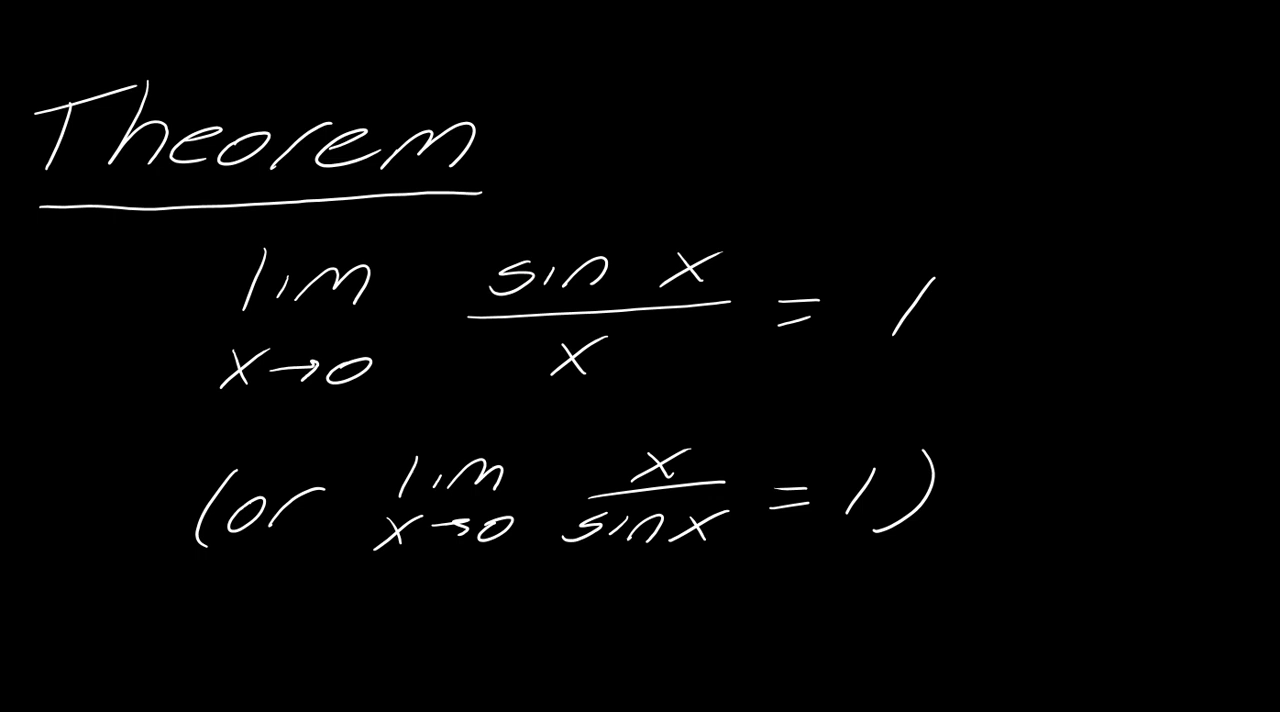 Theorem
lim x→0 sin x / x = 1
(or lim x→0 x / sin x = 1)